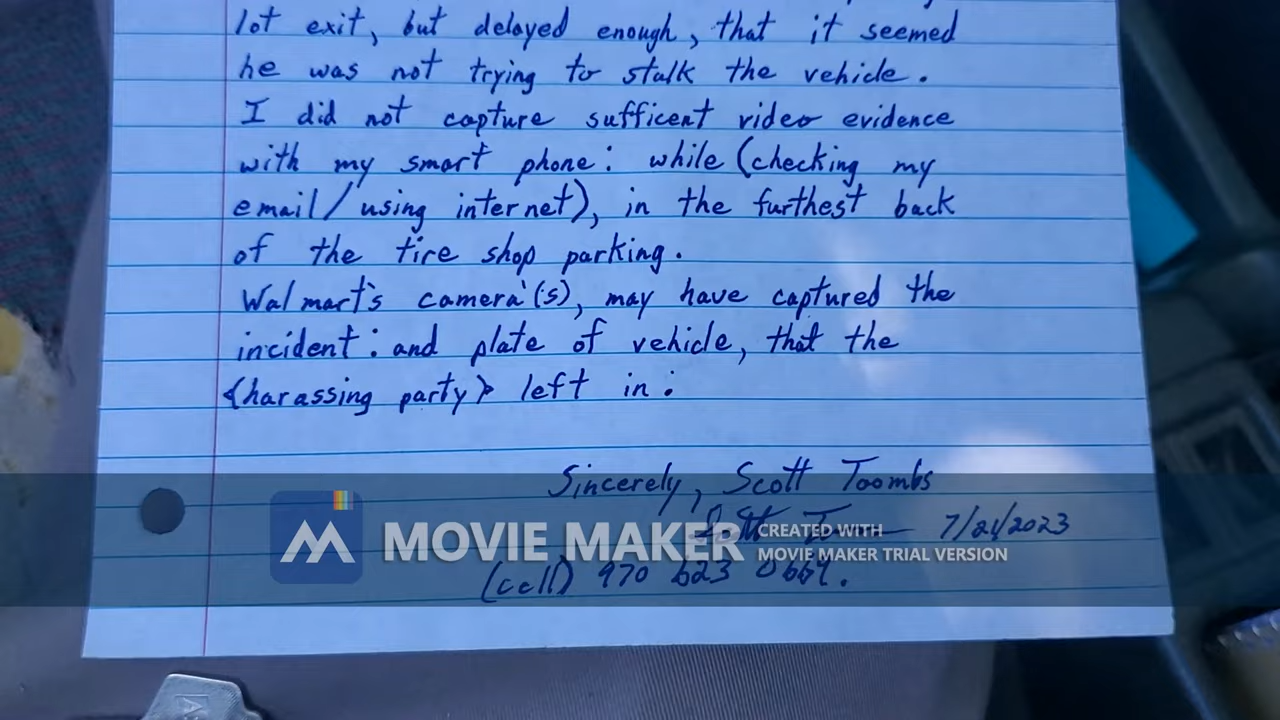 lot exit, but delayed enough, that it seemed
he was not trying to stalk the vehicle.
I did not capture sufficent video evidence
with my smart phone: while (checking my
email/using internet), in the furthest back
of the tire shop parking.
Walmart's camera'(s), may have captured the
incident: and plate of vehicle, that the
<harassing party> left in:
Sincerely, Scott Toombs
7/21/2023
MOVIE MAKER
CREATED WITH
MOVIE MAKER TRIAL VERSION
(cell) 970 623 0669.